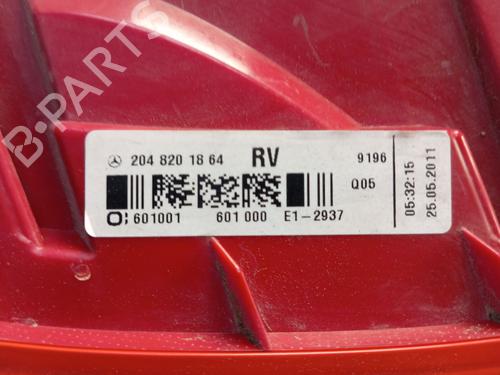 B-PARTS
204 820 18 64 RV 9196
Q05
601001 601 000 E1-2937
05:32:15
25.05.2011